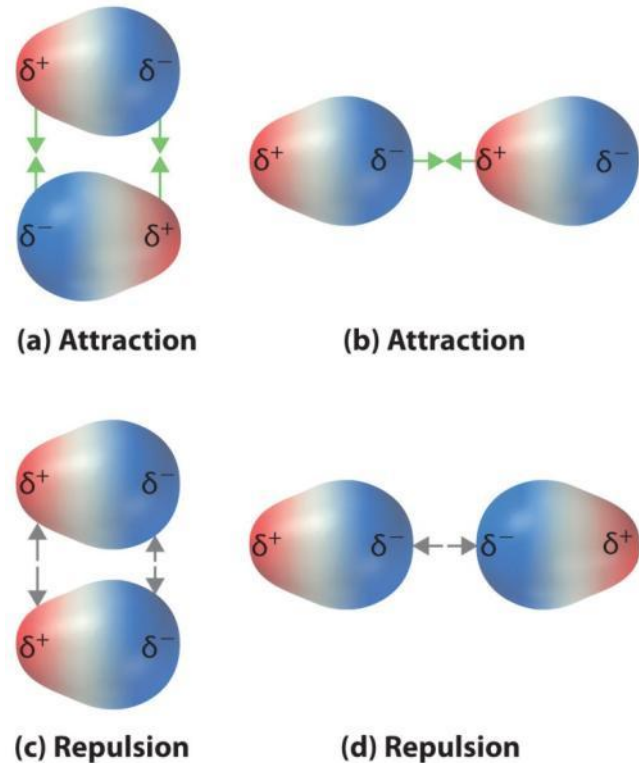 δ⁺ δ⁻
δ⁻ δ⁺
(a) Attraction
δ⁺ δ⁻ δ⁺ δ⁻
(b) Attraction
δ⁺ δ⁻
δ⁺ δ⁻
(c) Repulsion
δ⁺ δ⁻ δ⁻ δ⁺
(d) Repulsion